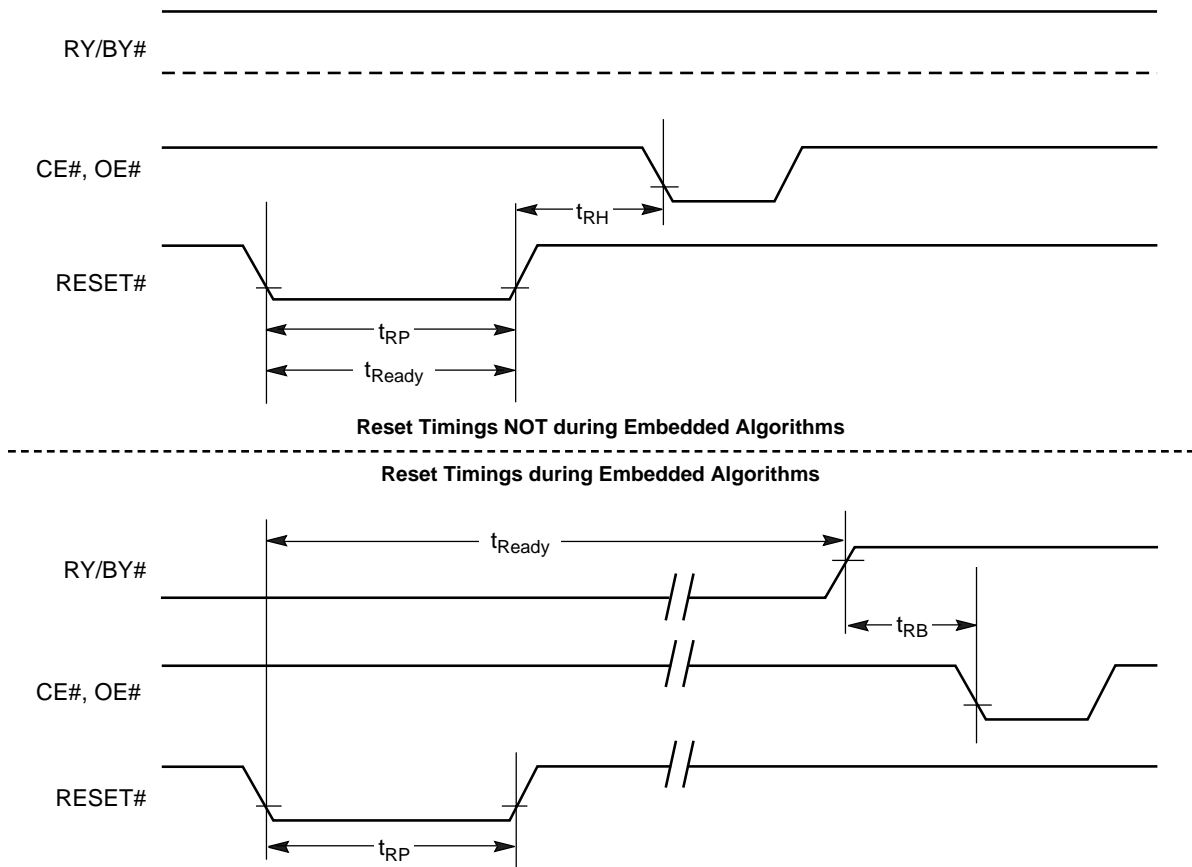 RY/BY#
CE#, OE#
tRH
RESET#
tRP
tReady
Reset Timings NOT during Embedded Algorithms
Reset Timings during Embedded Algorithms
tReady
RY/BY#
tRB
CE#, OE#
RESET#
tRP